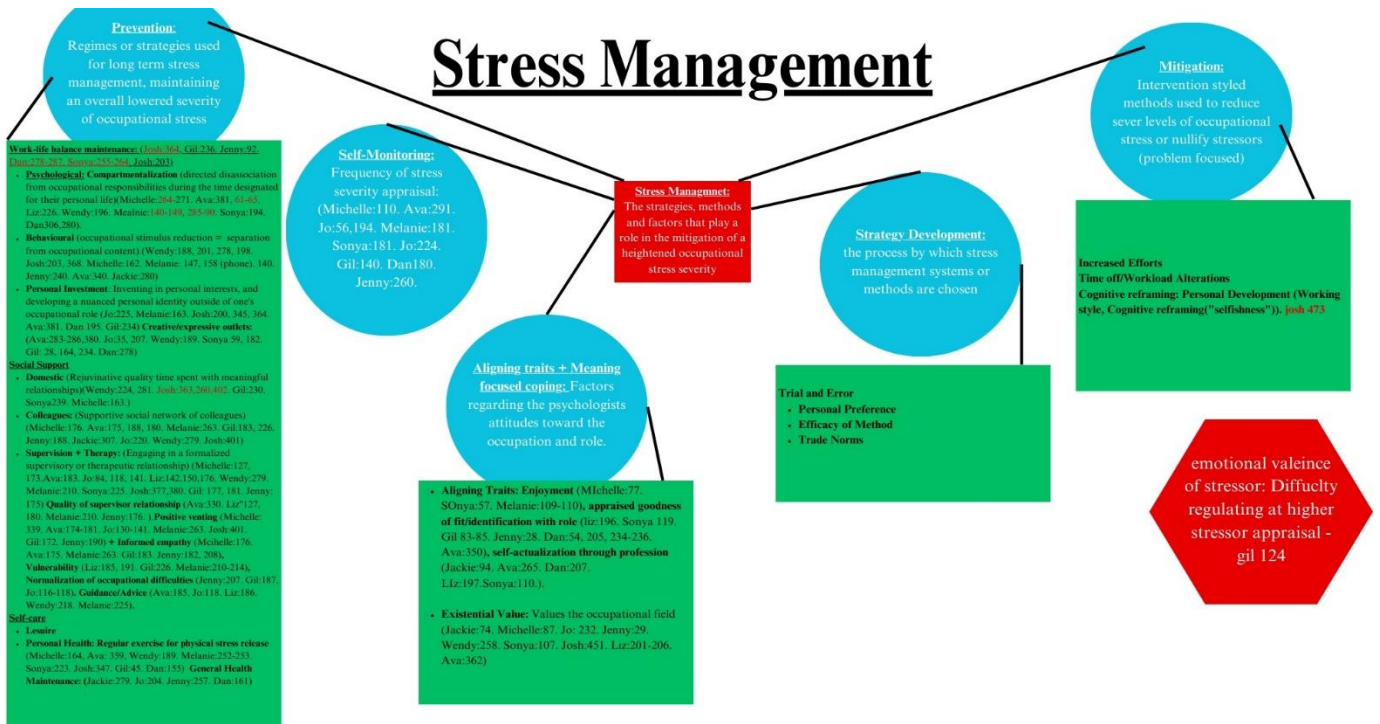 Stress Management
Prevention:
Regimes or strategies used
for long term stress
management, maintaining
an overall lowered severity
of occupational stress
Work-life balance maintenance: (Josh:364, Gil:236. Jenny:92.
Dan:278-287. Sonya:255-264, Josh:203)
• Psychological: Compartmentalization (directed disassociation
from occupational responsibilities during the time designated
for their personal life)(Michelle:264-271. Ava:381, 61-65,
Liz:226. Wendy:196. Mealnie:140-149, 285-90. Sonya:194.
Dan306,280).
• Behavioural (occupational stimulus reduction = separation
from occupational content).(Wendy:188, 201, 278, 198.
Josh:203, 368. Michelle:162. Melanie: 147, 158 (phone). 140.
Jenny:240. Ava:340. Jackie:280)
• Personal Investment: Inventing in personal interests, and
developing a nuanced personal identity outside of one's
occupational role (Jo:225, Melanie:163. Josh:200, 345, 364.
Ava:381. Dan 195. Gil:234) Creative/expressive outlets:
(Ava:283-286,380. Jo:35, 207. Wendy:189. Sonya 59, 182.
Gil: 28, 164, 234. Dan:278)
Social Support
• Domestic (Rejuvinative quality time spent with meaningful
relationships)(Wendy:224, 281. Josh:363,260,402. Gil:230.
Sonya239. Michelle:163.)
• Colleagues: (Supportive social network of colleagues)
(Michelle:176. Ava:175, 188, 180. Melanie:263. Gil:183, 226.
Jenny:188. Jackie:307. Jo:220. Wendy:279. Josh:401)
• Supervision + Therapy: (Engaging in a formalized
supervisory or therapeutic relationship) (Michelle:127,
173.Ava:183. Jo:84, 118, 141. Liz:142.150,176. Wendy:279.
Melanie:210. Sonya:225. Josh:377,380. Gil: 177, 181. Jenny:
175) Quality of supervisor relationship (Ava:330. Liz"127,
180. Melanie:210. Jenny:176. ).Positive venting (Michelle:
339. Ava:174-181. Jo:130-141. Melanie:263. Josh:401.
Gil:172. Jenny:190) + Informed empathy (Mcihelle:176.
Ava:175. Melanie:263. Gil:183. Jenny:182, 208),
Vulnerability (Liz:185, 191. Gil:226. Melanie:210-214),
Normalization of occupational difficulties (Jenny:207. Gil:187.
Jo:116-118). Guidance/Advice (Ava:185. Jo:118. Liz:186.
Wendy:218. Melanie:225).
Self-care
• Lesuire
• Personal Health: Regular exercise for physical stress release
(Michelle:164, Ava: 359, Wendy:189. Melanie:252-253.
Sonya:223. Josh:347. Gil:45. Dan:155) General Health
Maintenance: (Jackie:279. Jo:204. Jenny:257. Dan:161)
Self-Monitoring:
Frequency of stress
severity appraisal:
(Michelle:110. Ava:291.
Jo:56,194. Melanie:181.
Sonya:181. Jo:224.
Gil:140. Dan180.
Jenny:260.
Stress Managmnet:
The strategies, methods
and factors that play a
role in the mitigation of a
heightened occupational
stress severity
Aligning traits + Meaning
focused coping: Factors
regarding the psychologists
attitudes toward the
occupation and role.
• Aligning Traits: Enjoyment (MIchelle:77.
SOnya:57. Melanie:109-110), appraised goodness
of fit/identification with role (liz:196. Sonya 119.
Gil 83-85. Jenny:28. Dan:54, 205, 234-236.
Ava:350), self-actualization through profession
(Jackie:94. Ava:265. Dan:207.
LIz:197.Sonya:110.).
• Existential Value: Values the occupational field
(Jackie:74. Michelle:87. Jo: 232. Jenny:29.
Wendy:258. Sonya:107. Josh:451. Liz:201-206.
Ava:362)
Strategy Development:
the process by which stress
management systems or
methods are chosen
Trial and Error
• Personal Preference
• Efficacy of Method
• Trade Norms
Mitigation:
Intervention styled
methods used to reduce
sever levels of occupational
stress or nullify stressors
(problem focused)
Increased Efforts
Time off/Workload Alterations
Cognitive reframing: Personal Development (Working
style, Cognitive reframing("selfishness")). josh 473
emotional valeince
of stressor: Diffuclty
regulating at higher
stressor appraisal -
gil 124